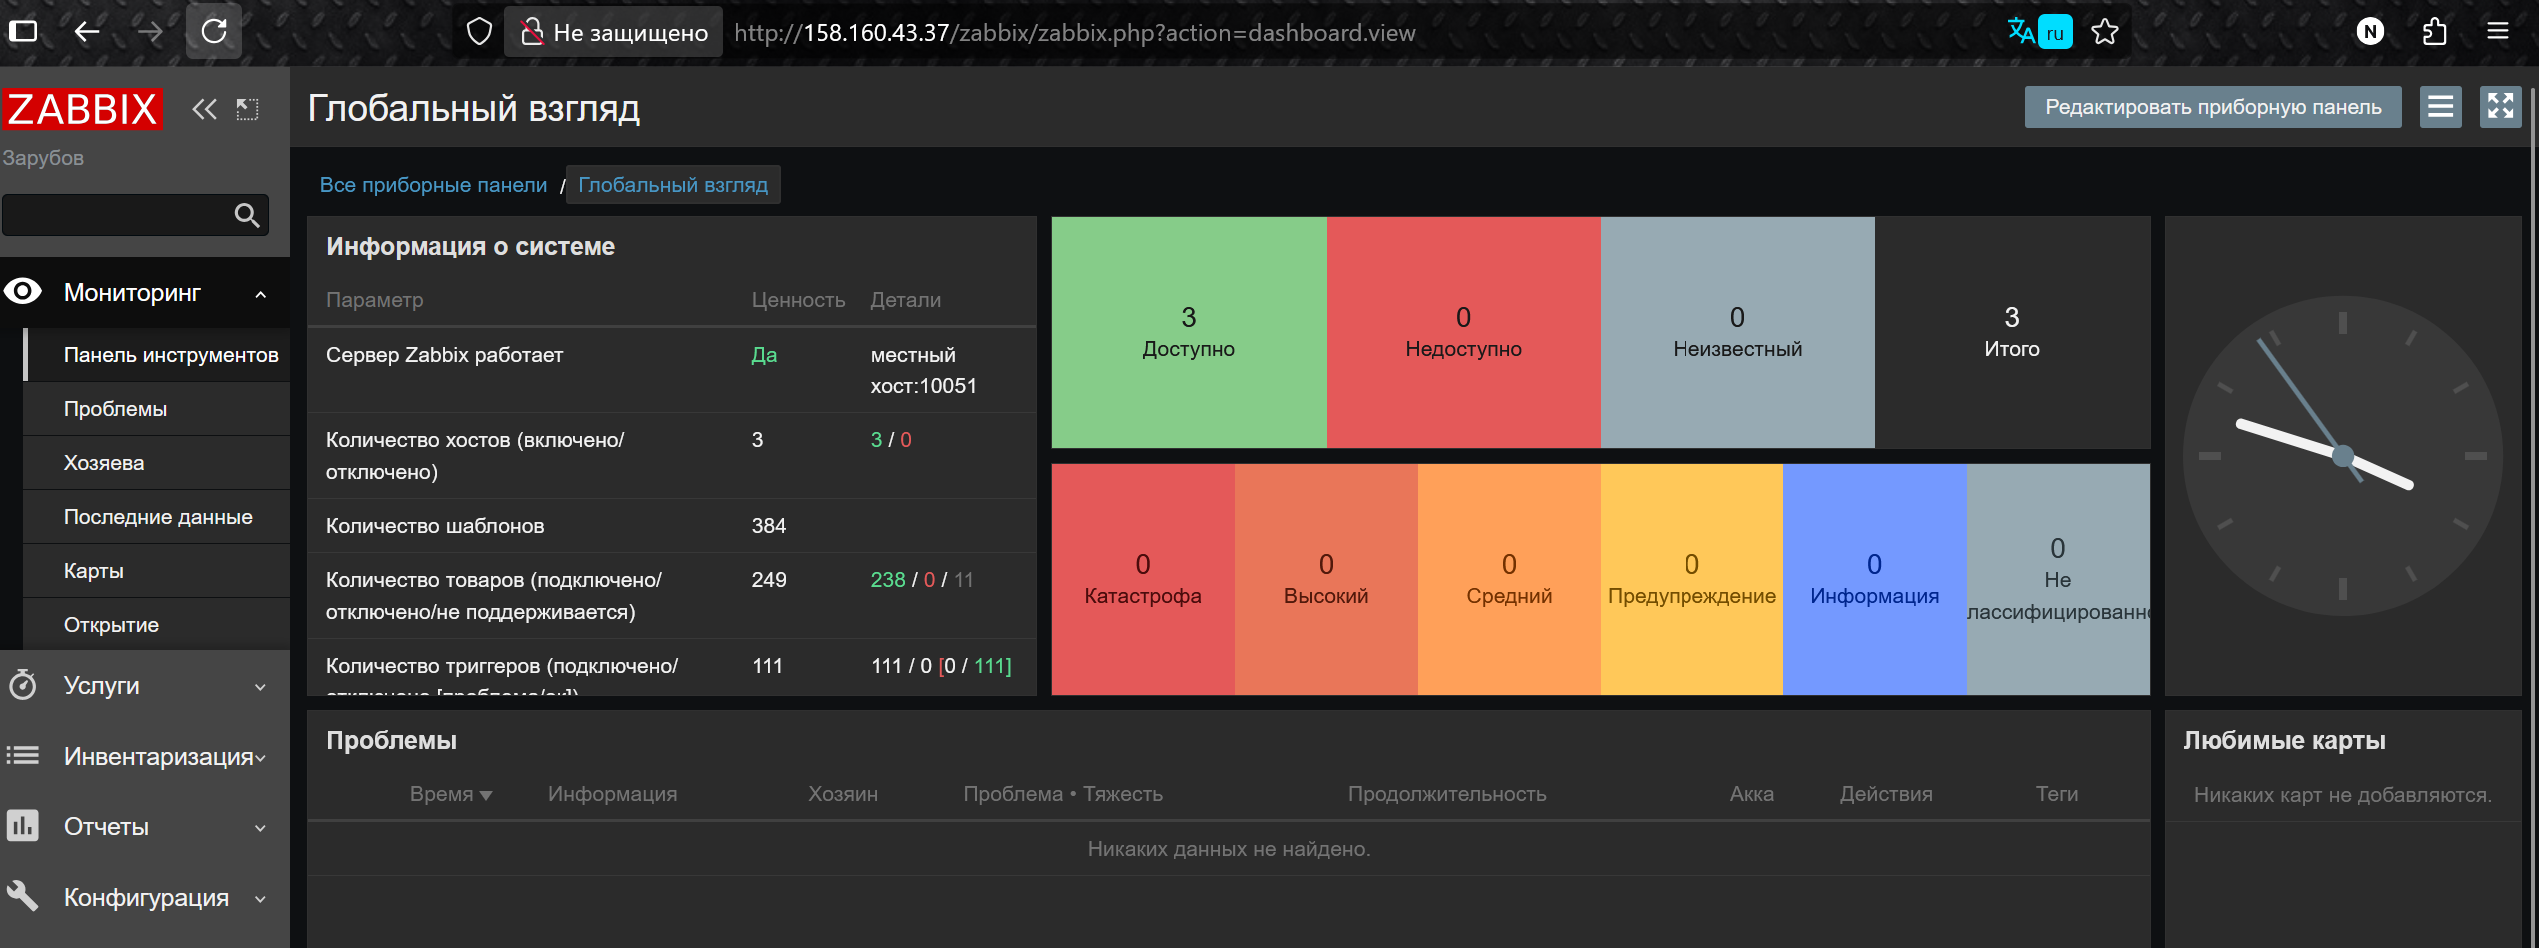 Не защищено
http://158.160.43.37/zabbix/zabbix.php?action=dashboard.view
ru
N
ZABBIX
Зарубов
Мониторинг
Панель инструментов
Проблемы
Хозяева
Последние данные
Карты
Открытие
Услуги
Инвентаризация
Отчеты
Конфигурация
Глобальный взгляд
Редактировать приборную панель
Все приборные панели / Глобальный взгляд
Информация о системе
Параметр Ценность Детали
Сервер Zabbix работает Да местный
хост:10051
Количество хостов (включено/ 3 3 / 0
отключено)
Количество шаблонов 384
Количество товаров (подключено/ 249 238 / 0 / 11
отключено/не поддерживается)
Количество триггеров (подключено/ 111 111 / 0 [0 / 111]
3
Доступно
0
Недоступно
0
Неизвестный
3
Итого
0
Катастрофа
0
Высокий
0
Средний
0
Предупреждение
0
Информация
0
Не
лассифицированно
Проблемы
Время Информация Хозяин Проблема • Тяжесть Продолжительность Акка Действия Теги
Никаких данных не найдено.
Любимые карты
Никаких карт не добавляются.